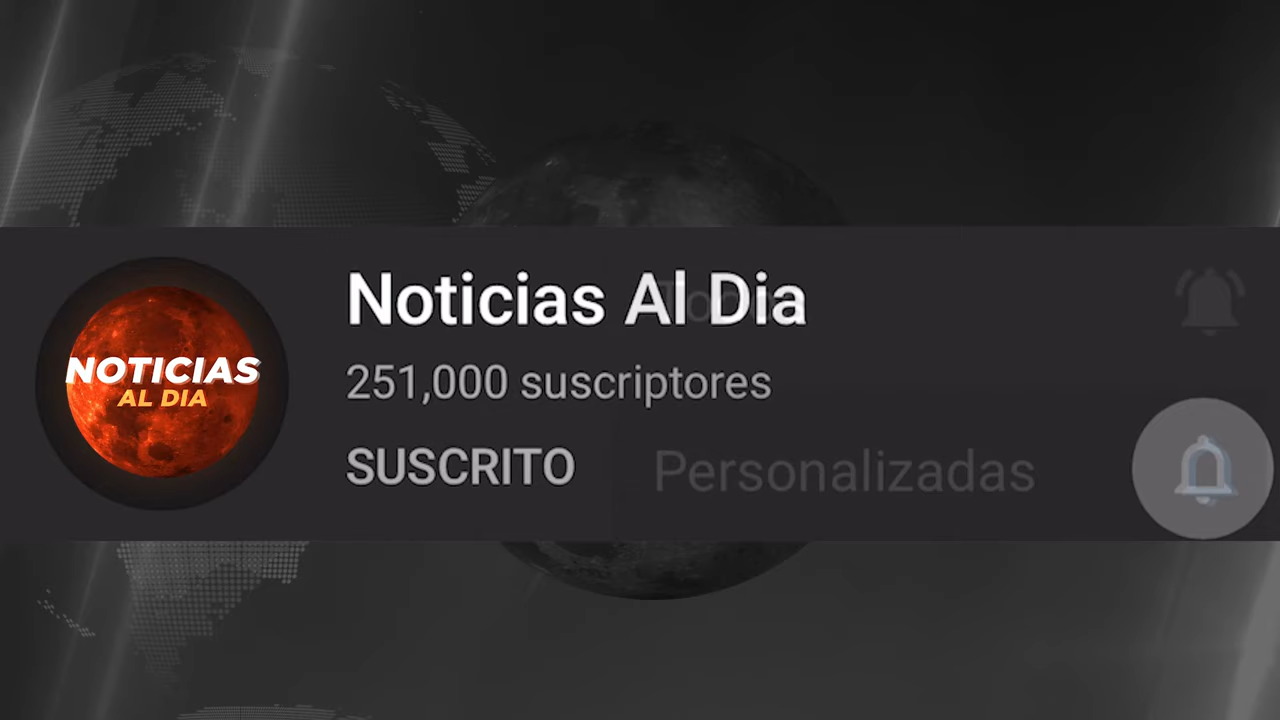 NOTICIAS
AL DIA
Noticias Al Dia
251,000 suscriptores
SUSCRITO
Personalizadas